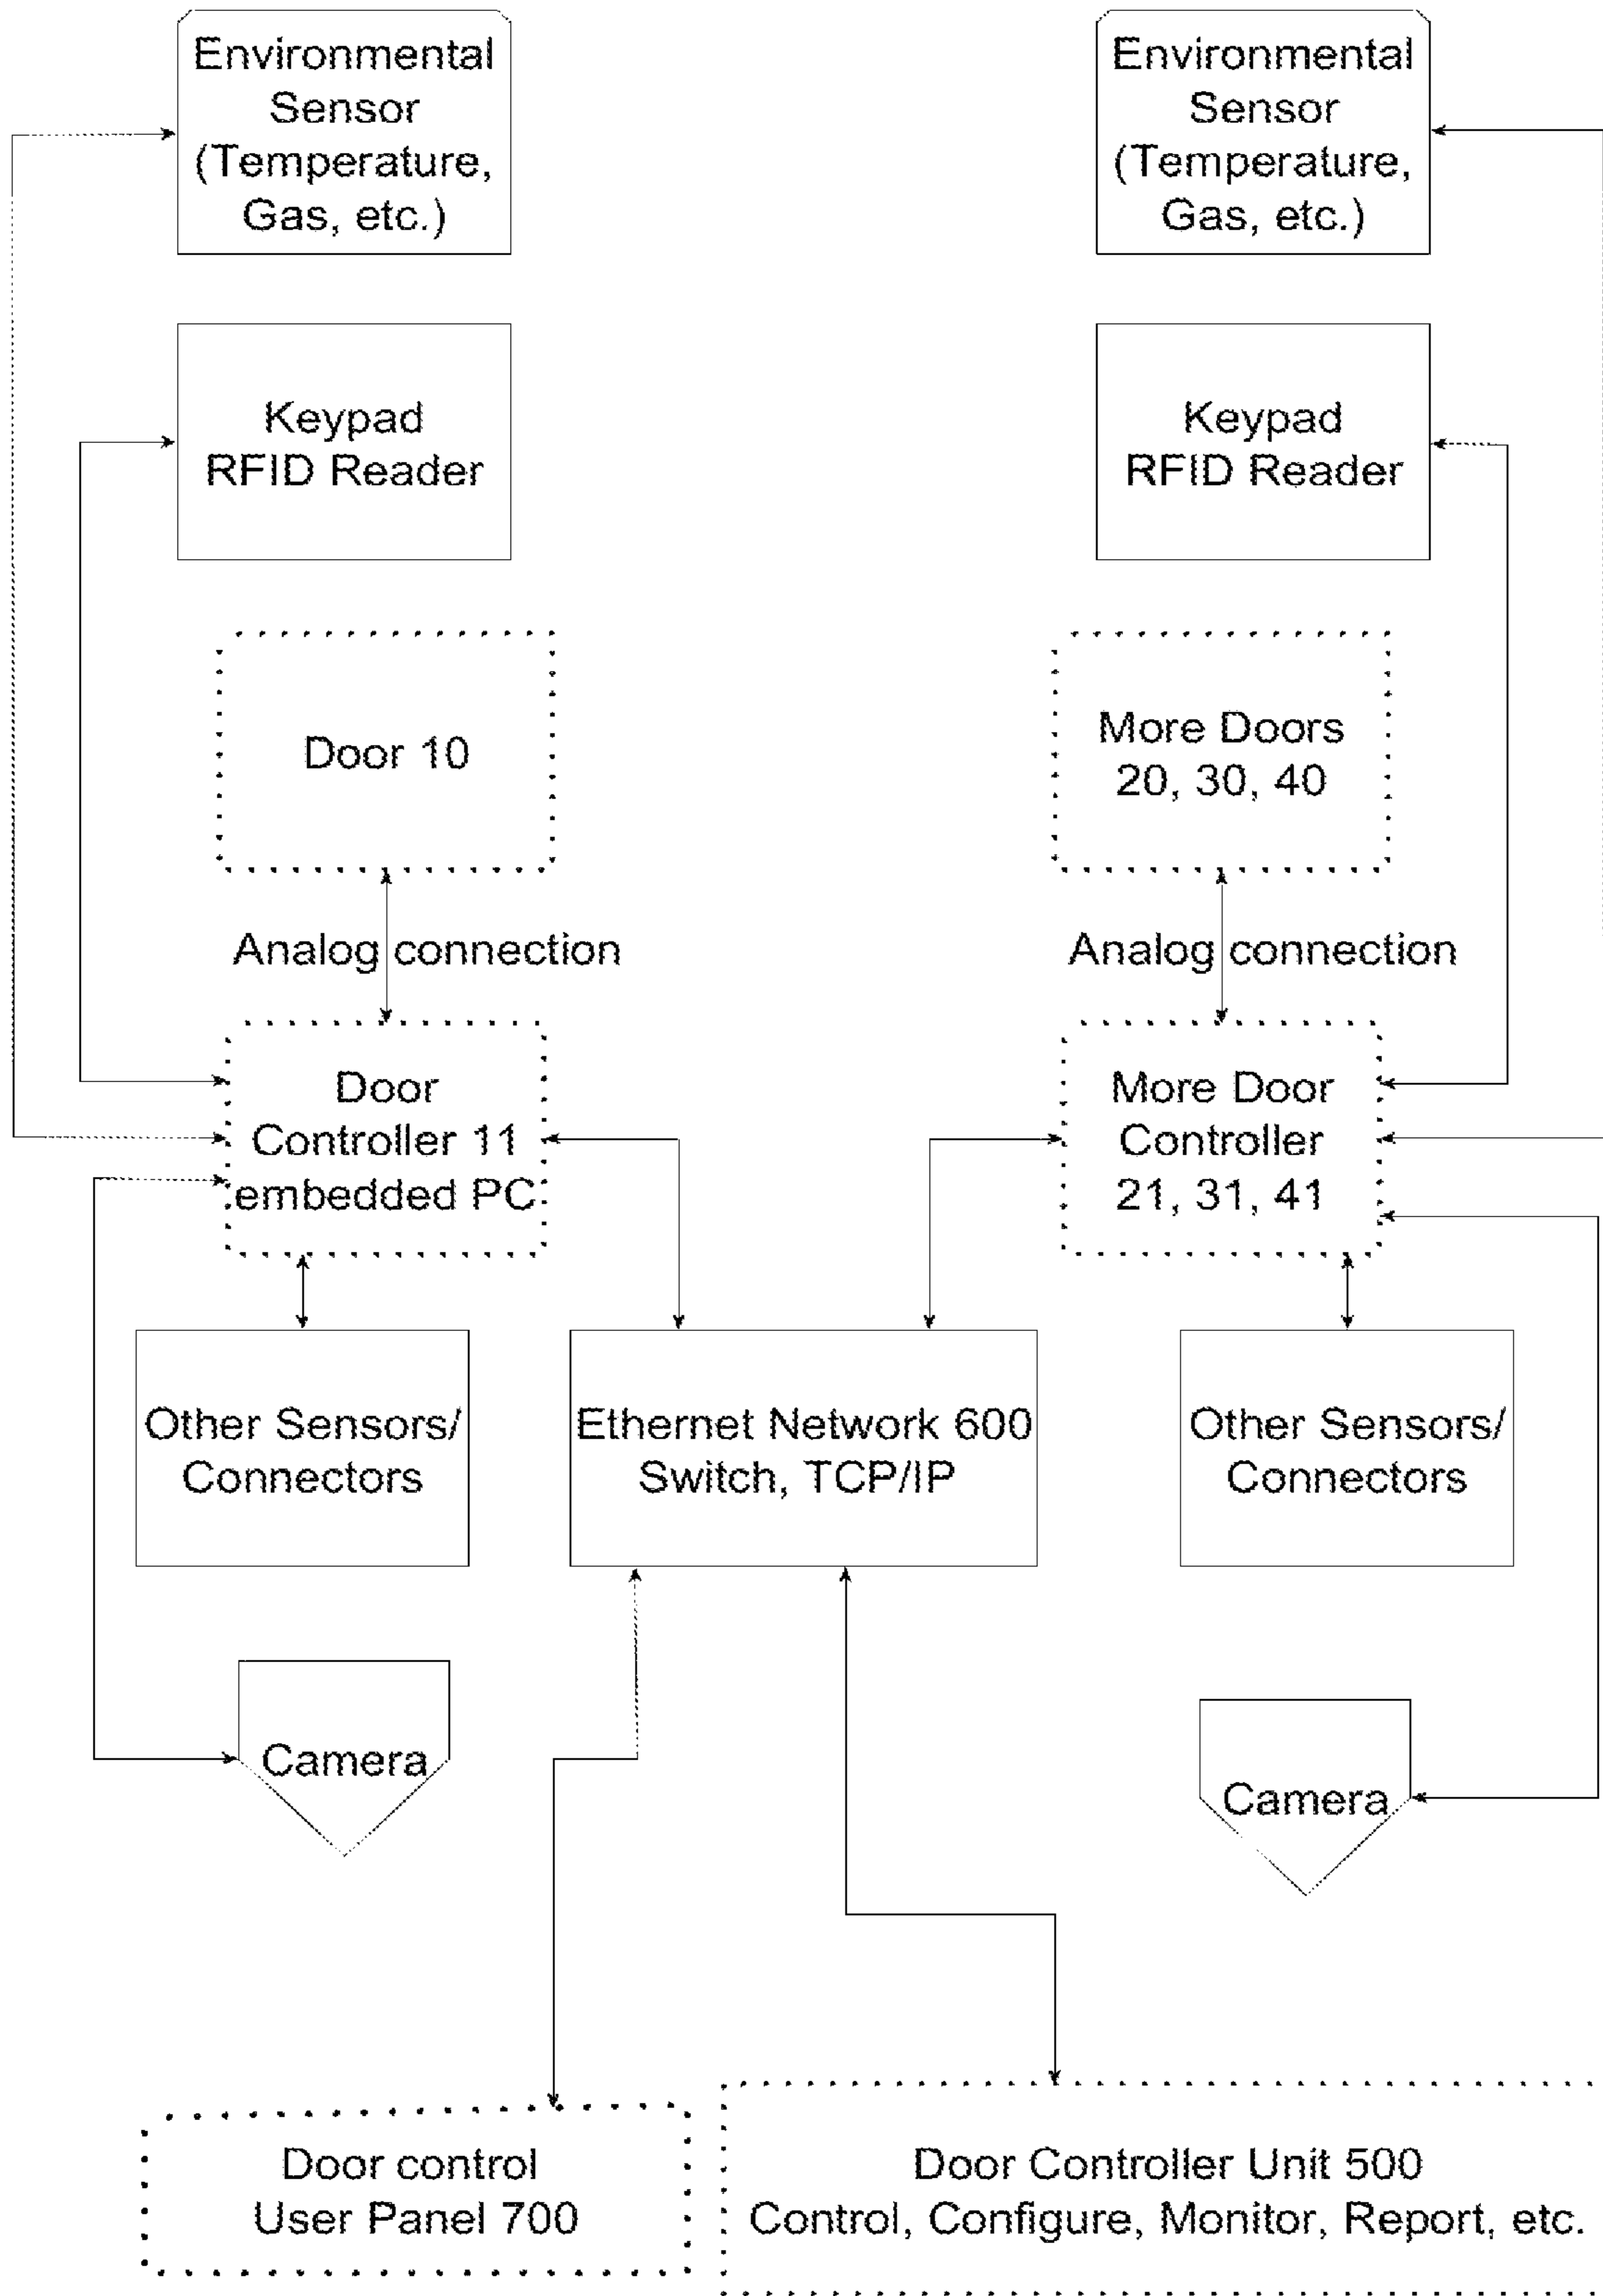 Environmental
Sensor
(Temperature,
Gas, etc.)
Environmental
Sensor
(Temperature,
Gas, etc.)
Keypad
RFID Reader
Keypad
RFID Reader
Door 10
More Doors
20, 30, 40
Analog connection
Analog connection
Door
Controller 11
embedded PC
More Door
Controller
21, 31, 41
Other Sensors/
Connectors
Ethernet Network 600
Switch, TCP/IP
Other Sensors/
Connectors
Camera
Camera
Door control
User Panel 700
Door Controller Unit 500
Control, Configure, Monitor, Report, etc.